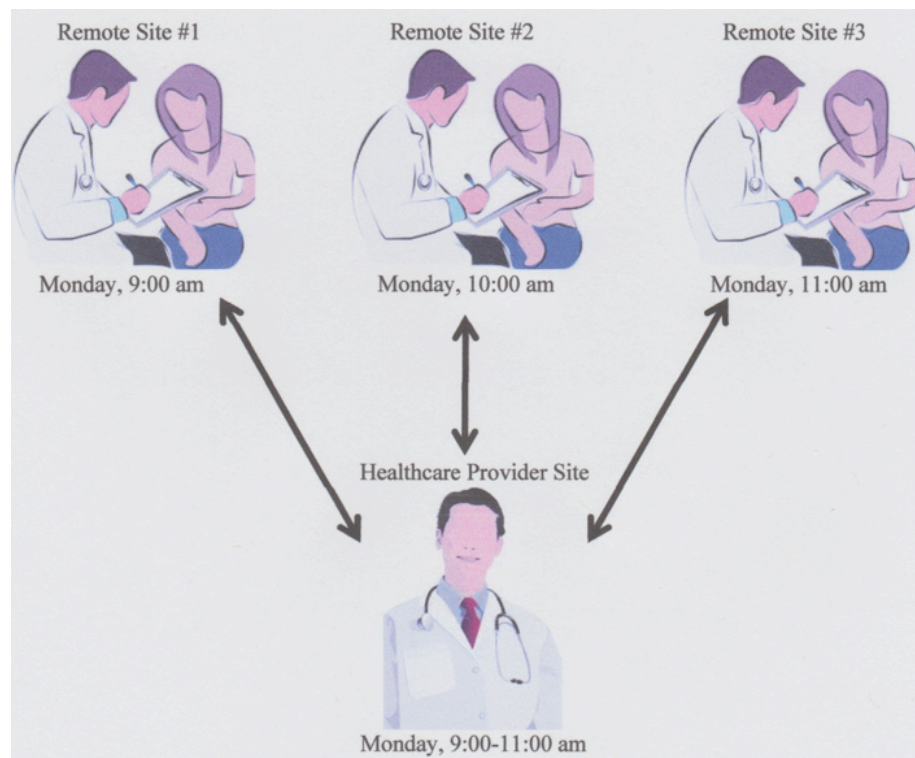 Remote Site #1
Remote Site #2
Remote Site #3
Monday, 9:00 am
Monday, 10:00 am
Monday, 11:00 am
Healthcare Provider Site
Monday, 9:00-11:00 am